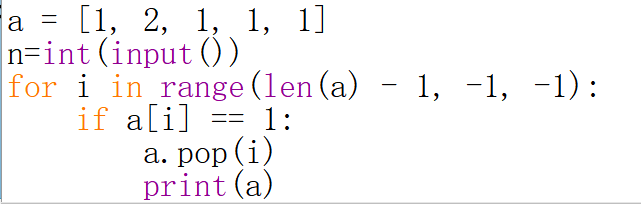 a = [1, 2, 1, 1, 1]
n=int(input())
for i in range(len(a) - 1, -1, -1):
    if a[i] == 1:
        a.pop(i)
        print(a)